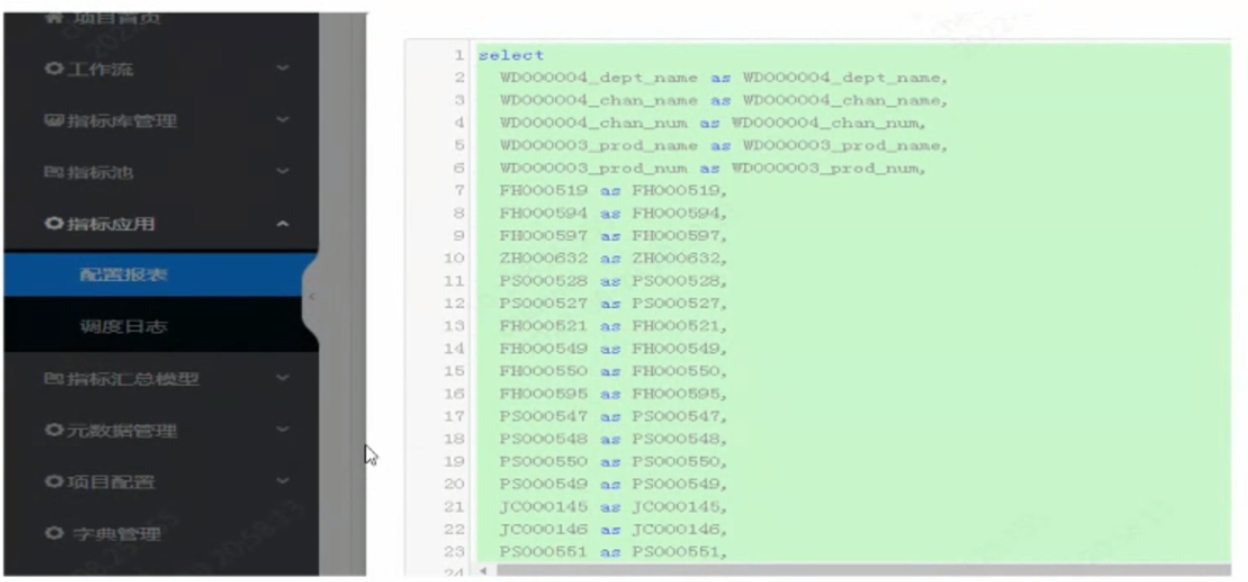 项目首页
工作流
指标库管理
指标池
指标应用
配置报表
调度日志
指标汇总模型
元数据管理
项目配置
字典管理
1 select
2 WD000004_dept_name as WD000004_dept_name,
3 WD000004_chan_name as WD000004_chan_name,
4 WD000004_chan_num as WD000004_chan_num,
5 WD000003_prod_name as WD000003_prod_name,
6 WD000003_prod_num as WD000003_prod_num,
7 FH000519 as FH000519,
8 FH000594 as FH000594,
9 FH000597 as FH000597,
10 ZH000632 as ZH000632,
11 PS000528 as PS000528,
12 PS000527 as PS000527,
13 FH000521 as FH000521,
14 FH000549 as FH000549,
15 FH000550 as FH000550,
16 FH000595 as FH000595,
17 PS000547 as PS000547,
18 PS000548 as PS000548,
19 PS000550 as PS000550,
20 PS000549 as PS000549,
21 JC000145 as JC000145,
22 JC000146 as JC000146,
23 PS000551 as PS000551,
24